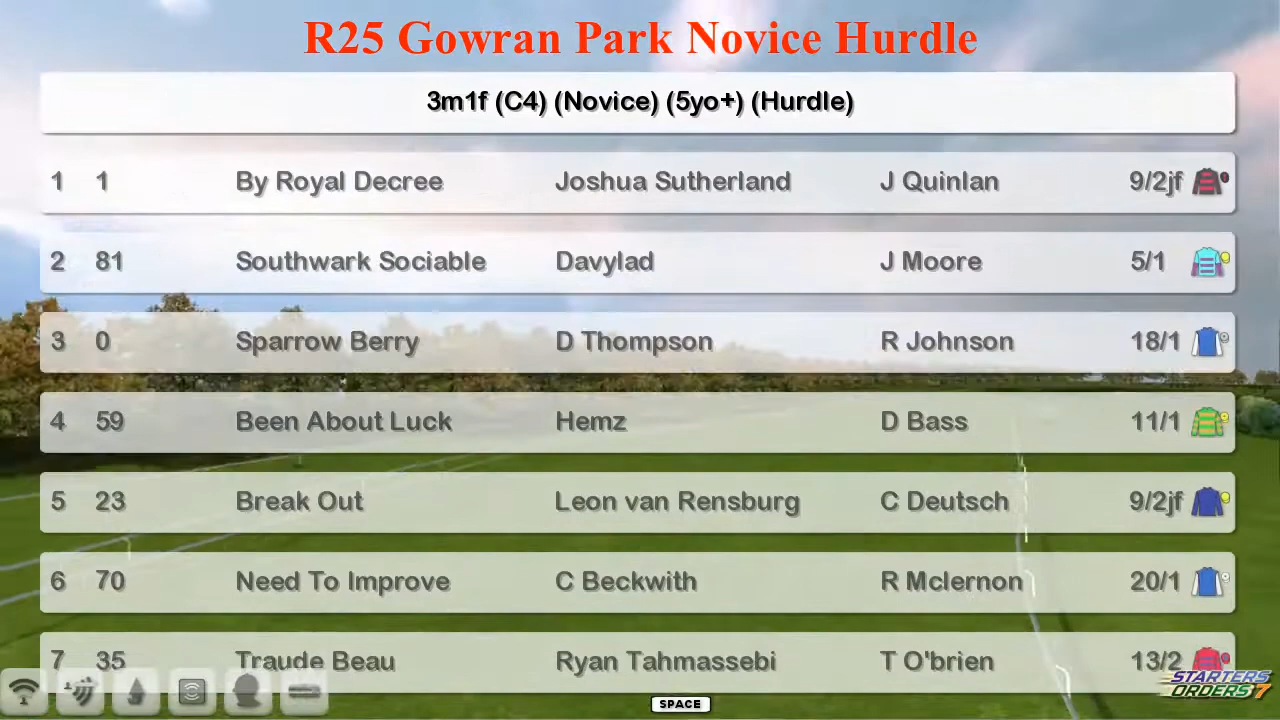 R25 Gowran Park Novice Hurdle
3m1f (C4) (Novice) (5yo+) (Hurdle)
1 1 By Royal Decree Joshua Sutherland J Quinlan 9/2jf
2 81 Southwark Sociable Davylad J Moore 5/1
3 0 Sparrow Berry D Thompson R Johnson 18/1
4 59 Been About Luck Hemz D Bass 11/1
5 23 Break Out Leon van Rensburg C Deutsch 9/2jf
6 70 Need To Improve C Beckwith R Mclernon 20/1
7 35 Traude Beau Ryan Tahmassebi T O'brien 13/2
SPACE
STARTERS
ORDERS 7